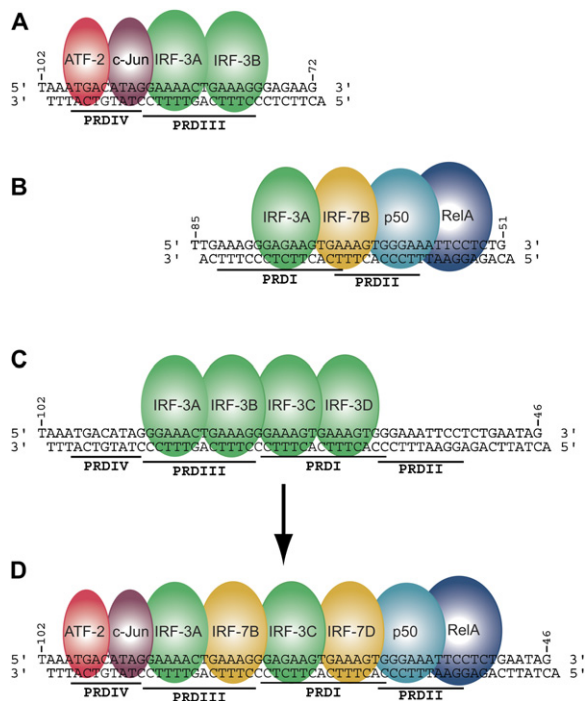 A
-102
ATF-2 c-Jun IRF-3A IRF-3B
-72
5' TAAATGACATAGGAAAACTGAAAGGGAGAAG 3'
3' TTTACTGTATCCTTTTGACTTTCCCTCTTCA 5'
PRDIV PRDIII
B
-85
IRF-3A IRF-7B p50 RelA
-51
5' TTGAAAGGGAGAAGTGAAAGTGGGAAATTCCTCTG 3'
3' ACTTTCCCTCTTCACTTTCACCCTTTAAGGAGACA 5'
PRDI PRDII
C
-102
IRF-3A IRF-3B IRF-3C IRF-3D
-46
5' TAAATGACATAGGGAAACTGAAAGGGAAAGTGAAAGTGGGAAATTCCTCTGAATAG 3'
3' TTTACTGTATCCCTTTGACTTTCCCTTTCACTTTCACCCTTTAAGGAGACTTATCA 5'
PRDIV PRDIII PRDI PRDII
D
-102
ATF-2 c-Jun IRF-3A IRF-7B IRF-3C IRF-7D p50 RelA
-46
5' TAAATGACATAGGAAAACTGAAAGGGAGAAGTGAAAGTGGGAAATTCCTCTGAATAG 3'
3' TTTACTGTATCCTTTTGACTTTCCCTCTTCACTTTCACCCTTTAAGGAGACTTATCA 5'
PRDIV PRDIII PRDI PRDII